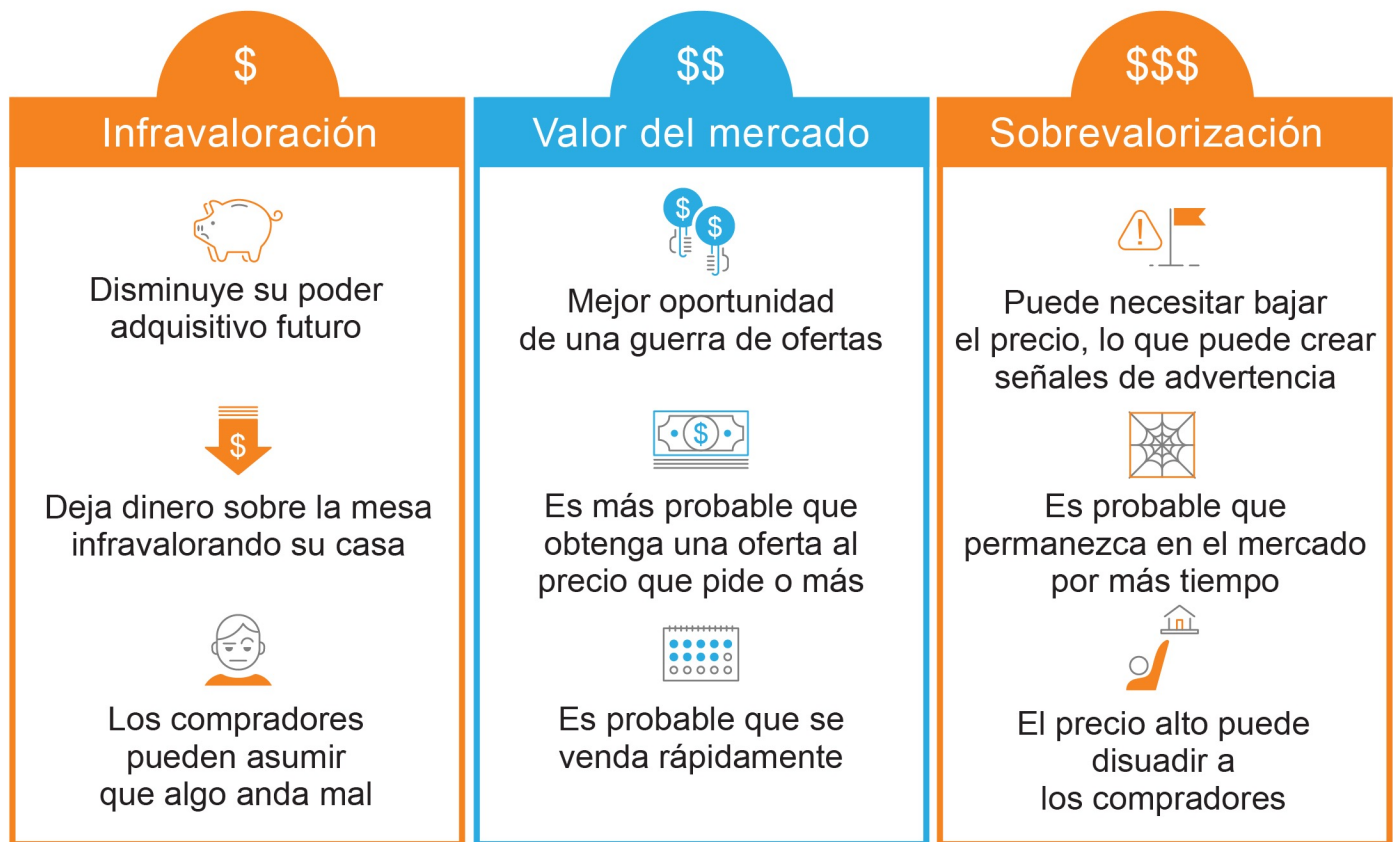 $
Infravaloración
$
Disminuye su poder
adquisitivo futuro
$
Deja dinero sobre la mesa
infravalorando su casa
Los compradores
pueden asumir
que algo anda mal
$$
Valor del mercado
$
$
Mejor oportunidad
de una guerra de ofertas
$
Es más probable que
obtenga una oferta al
precio que pide o más
Es probable que se
venda rápidamente
$$$
Sobrevalorización
!
Puede necesitar bajar
el precio, lo que puede crear
señales de advertencia
Es probable que
permanezca en el mercado
por más tiempo
El precio alto puede
disuadir a
los compradores